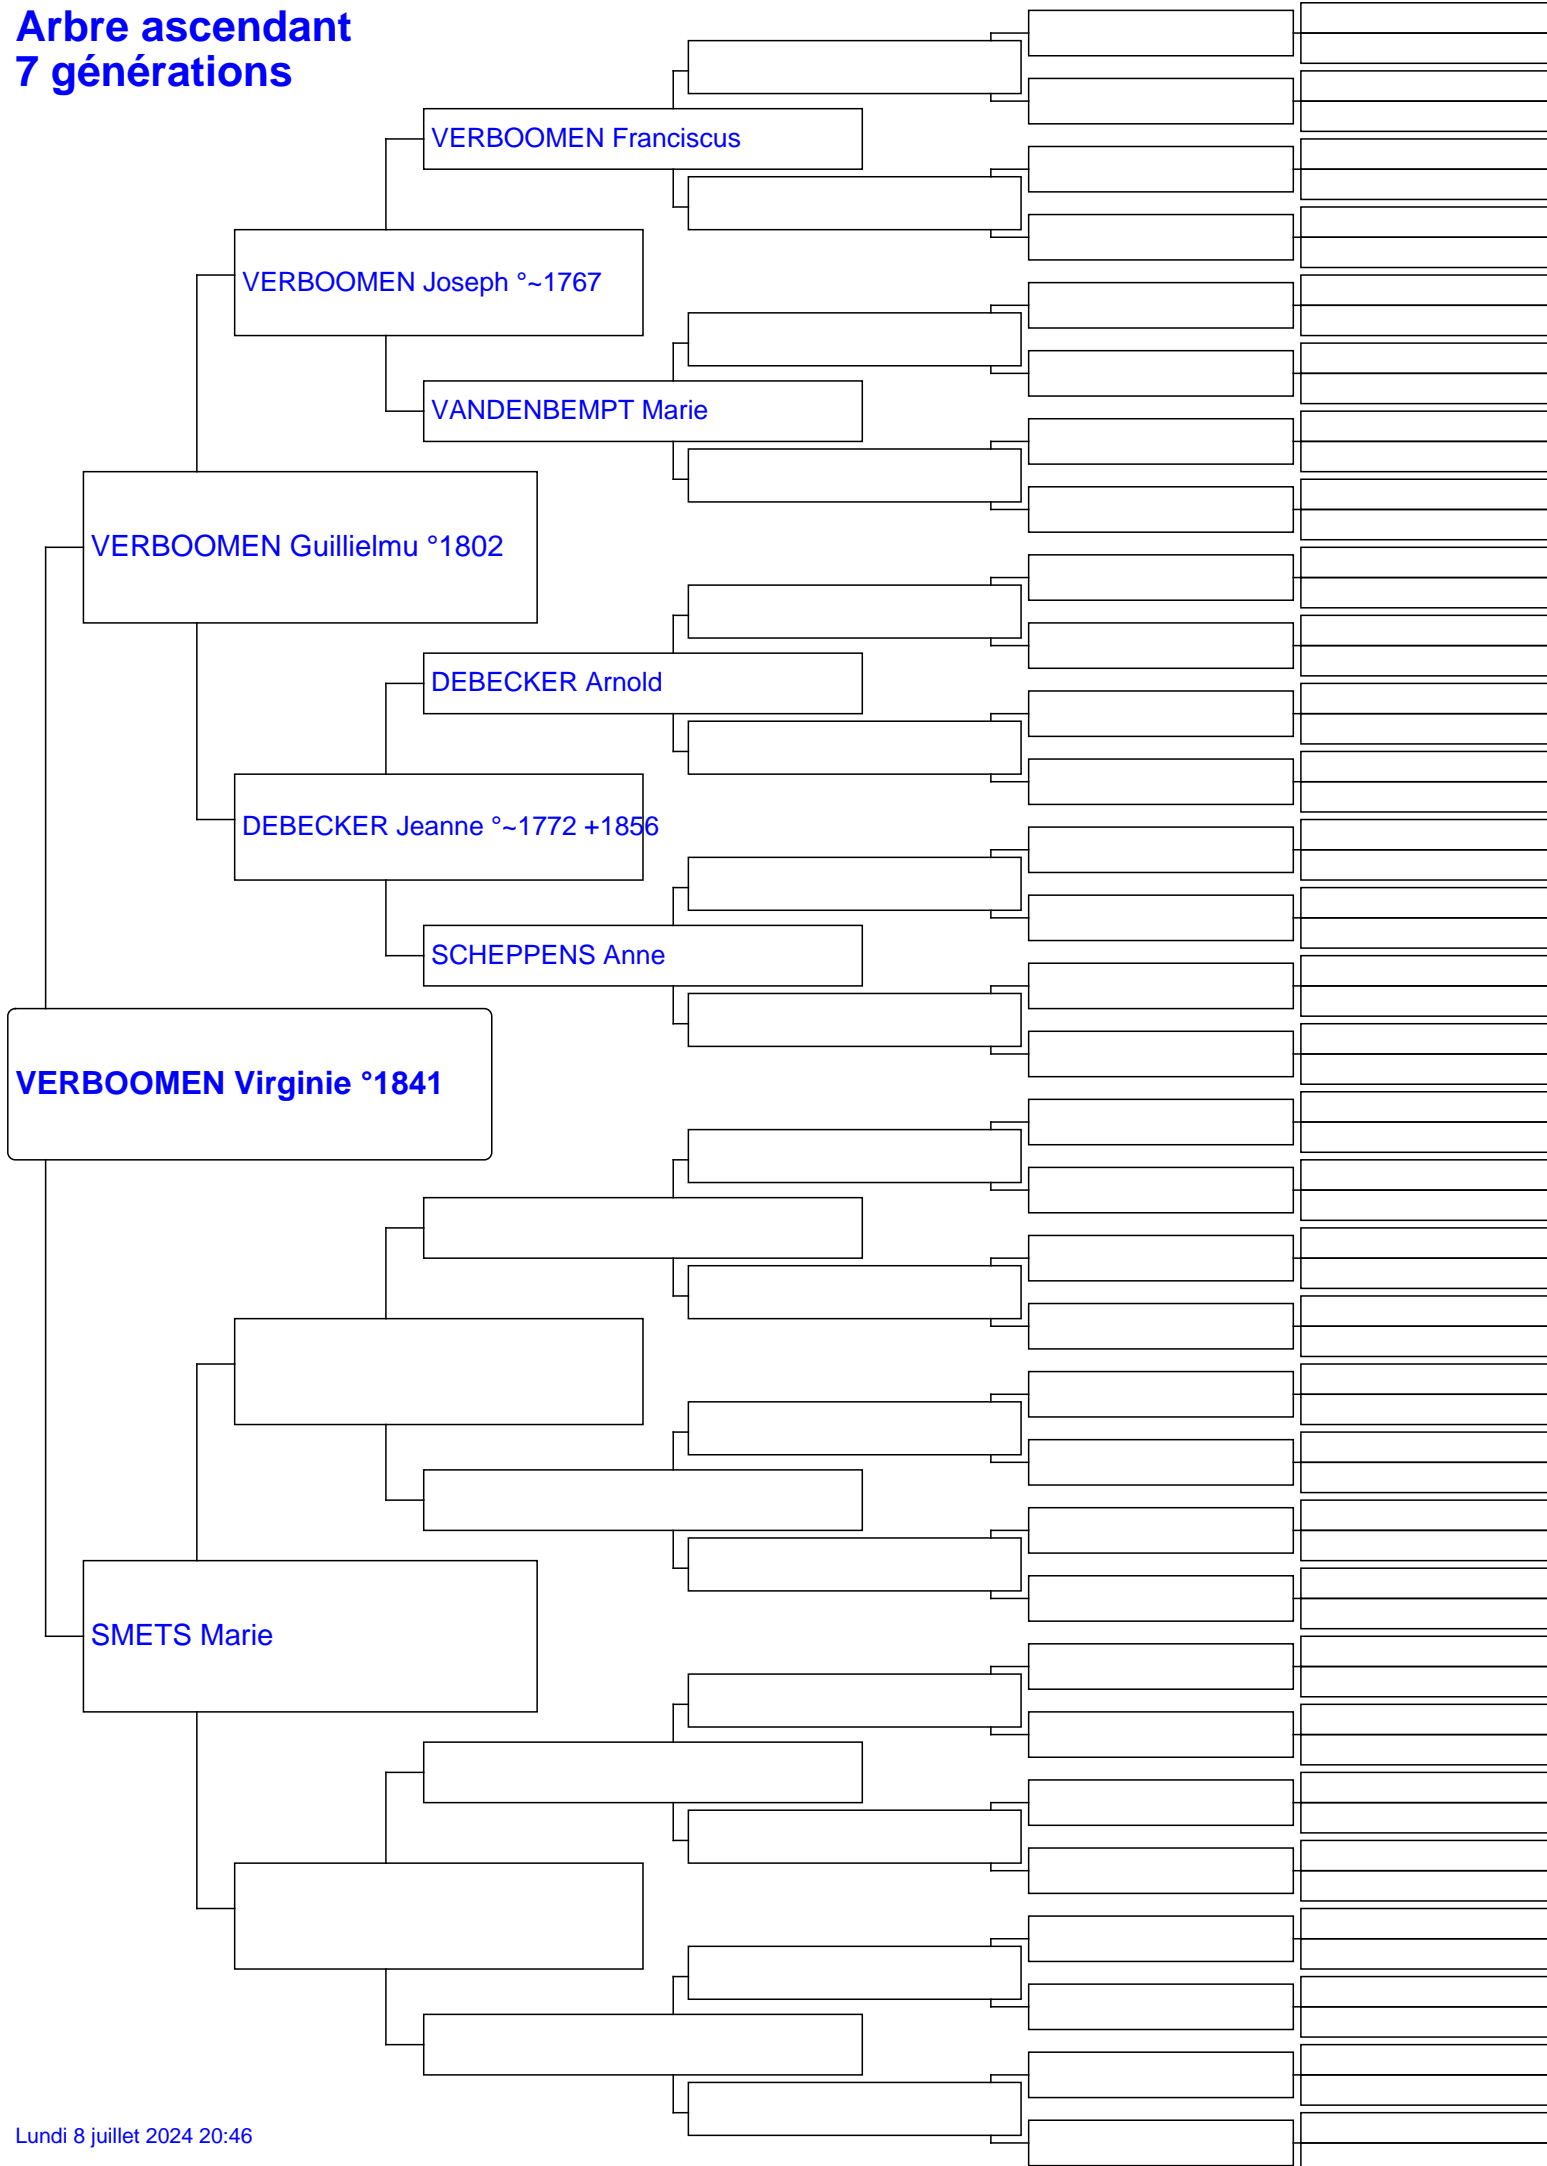 Arbre ascendant
7 générations
VERBOOMEN Franciscus
VERBOOMEN Joseph °~1767
VANDENBEMPT Marie
VERBOOMEN Guillielmu °1802
DEBECKER Arnold
DEBECKER Jeanne °~1772 +1856
SCHEPPENS Anne
VERBOOMEN Virginie °1841
SMETS Marie
Lundi 8 juillet 2024 20:46